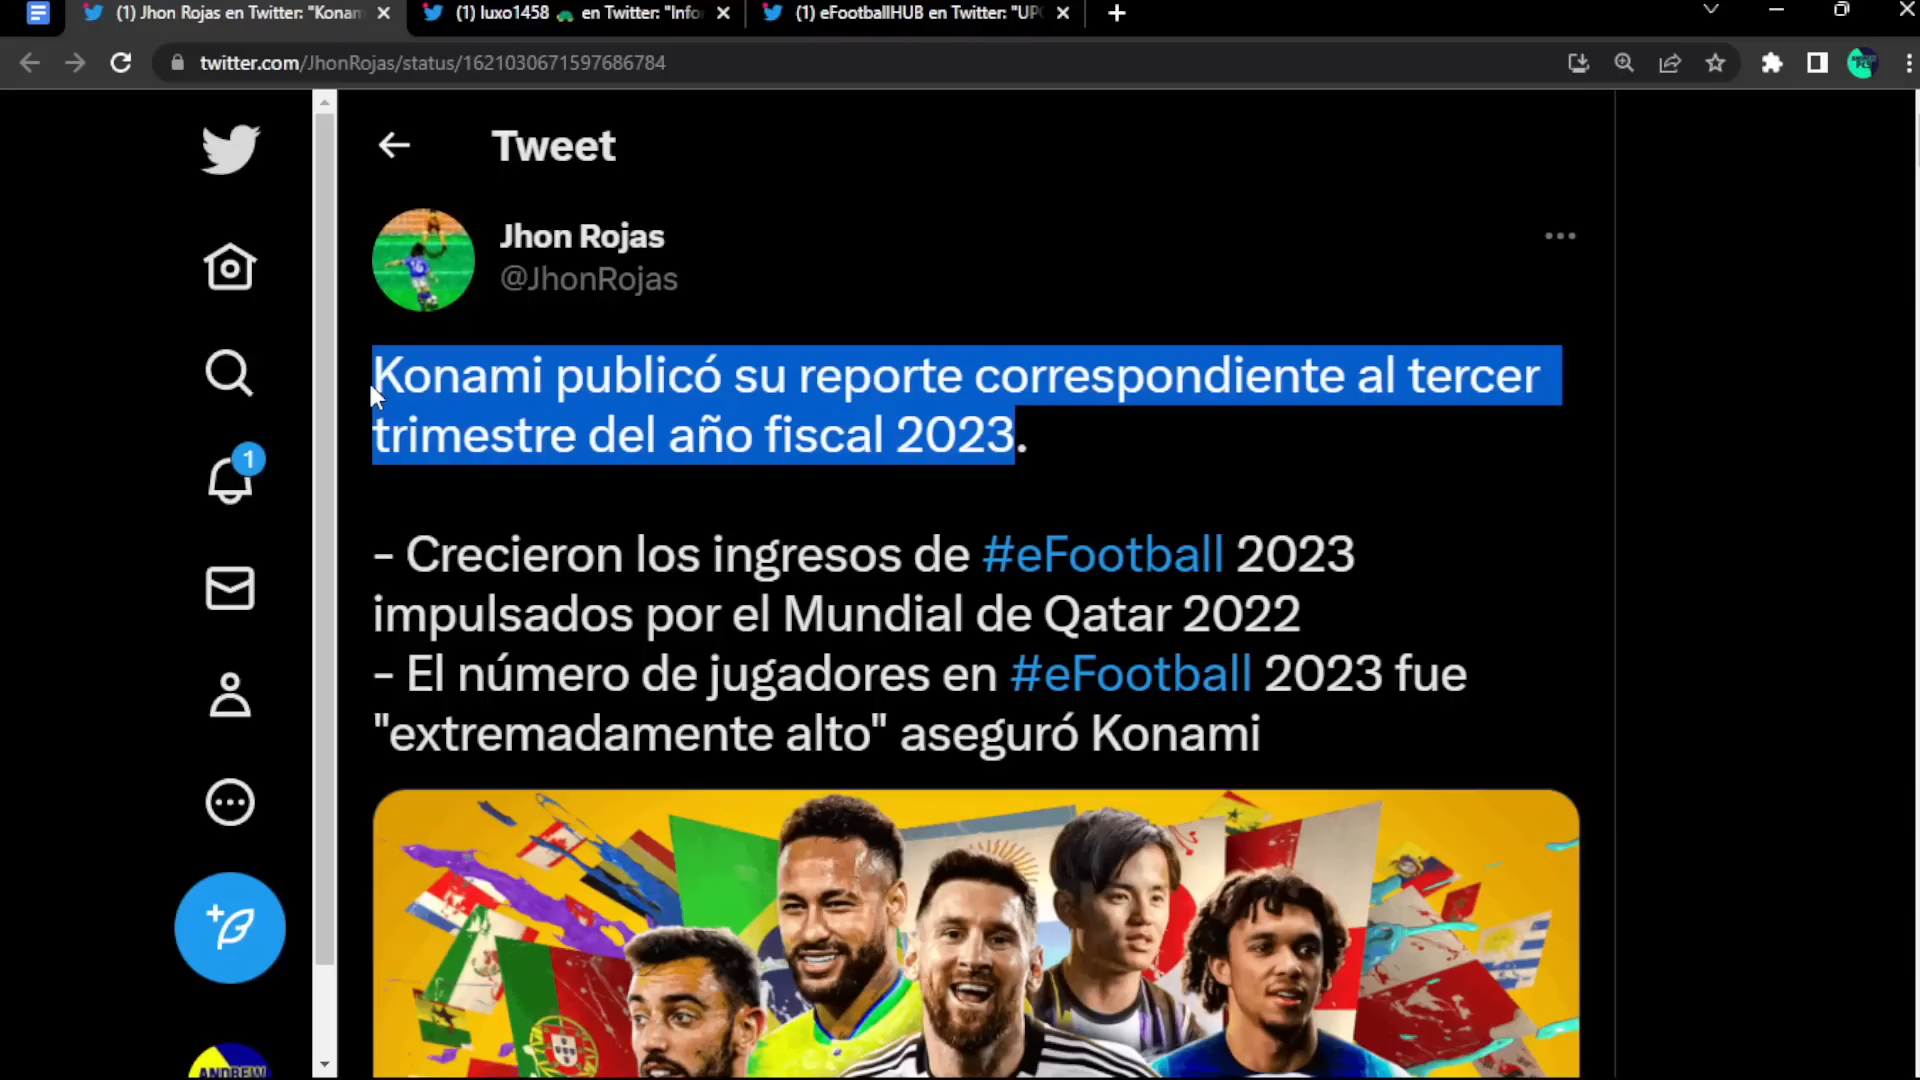 (1) Jhon Rojas en Twitter: "Konam
(1) luxo1458 en Twitter: "Info
(1) eFootballHUB en Twitter: "UPC
twitter.com/JhonRojas/status/1621030671597686784
Tweet
Jhon Rojas
@JhonRojas
Konami publicó su reporte correspondiente al tercer
trimestre del año fiscal 2023.
- Crecieron los ingresos de #eFootball 2023
impulsados por el Mundial de Qatar 2022
- El número de jugadores en #eFootball 2023 fue
"extremadamente alto" aseguró Konami
1
ANDREW